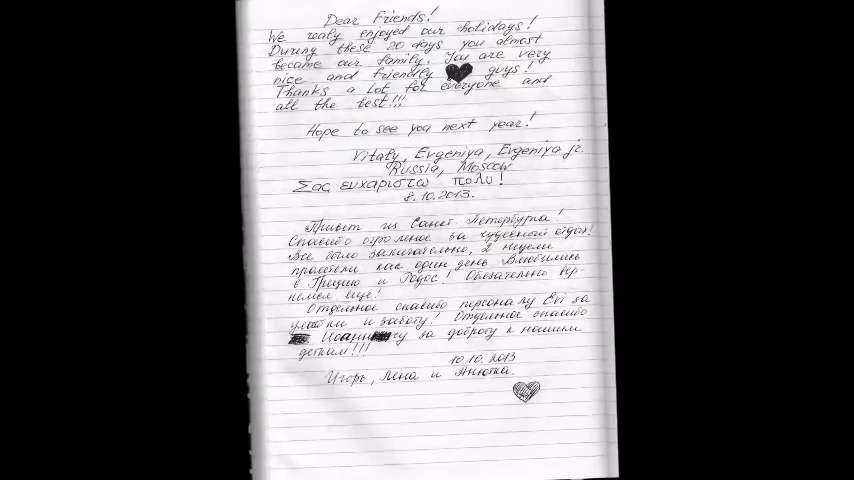 Dear Friends!
We realy enjoyed our holidays!
During these 20 days you almost
became our family. You are very
nice and friendly guys!
Thanks a lot for everyone and
all the best!!!
Hope to see you next year!
Vitaly, Evgeniya, Evgeniya jr.
Russia, Moscow
Σας ευχαριστω πολυ!
8.10.2013.
Привет из Санкт-Петербурга!
Спасибо огромное за чудесный отдых!
Все было замечательно, 2 недели
пролетели как один день Влюбились
в Грецию и Родос! Обязательно вер-
немся еще!
Отдельное спасибо персоналу Evi за
улыбки и заботу! Отдельное спасибо
за доброту к нашим
деткам!!!
10.10.2013
Игорь, Лена и Анютка.